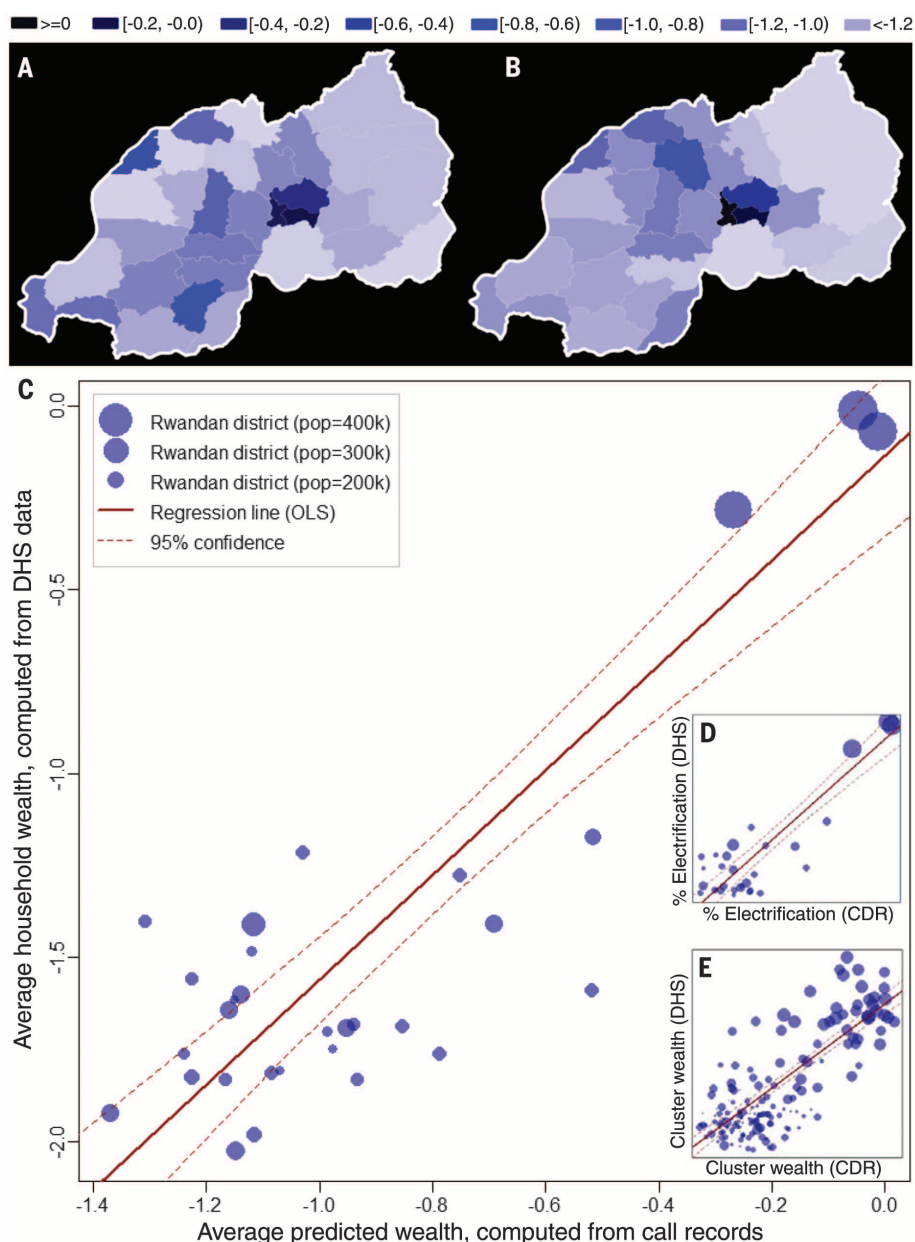 >=0 [-0.2, -0.0) [-0.4, -0.2) [-0.6, -0.4) [-0.8, -0.6) [-1.0, -0.8) [-1.2, -1.0) <-1.2
A B
C
Rwandan district (pop=400k)
Rwandan district (pop=300k)
Rwandan district (pop=200k)
Regression line (OLS)
95% confidence
Average household wealth, computed from DHS data
0.0
-0.5
-1.0
-1.5
-2.0
D
% Electrification (DHS)
% Electrification (CDR)
E
Cluster wealth (DHS)
Cluster wealth (CDR)
-1.4 -1.2 -1.0 -0.8 -0.6 -0.4 -0.2 0.0
Average predicted wealth, computed from call records